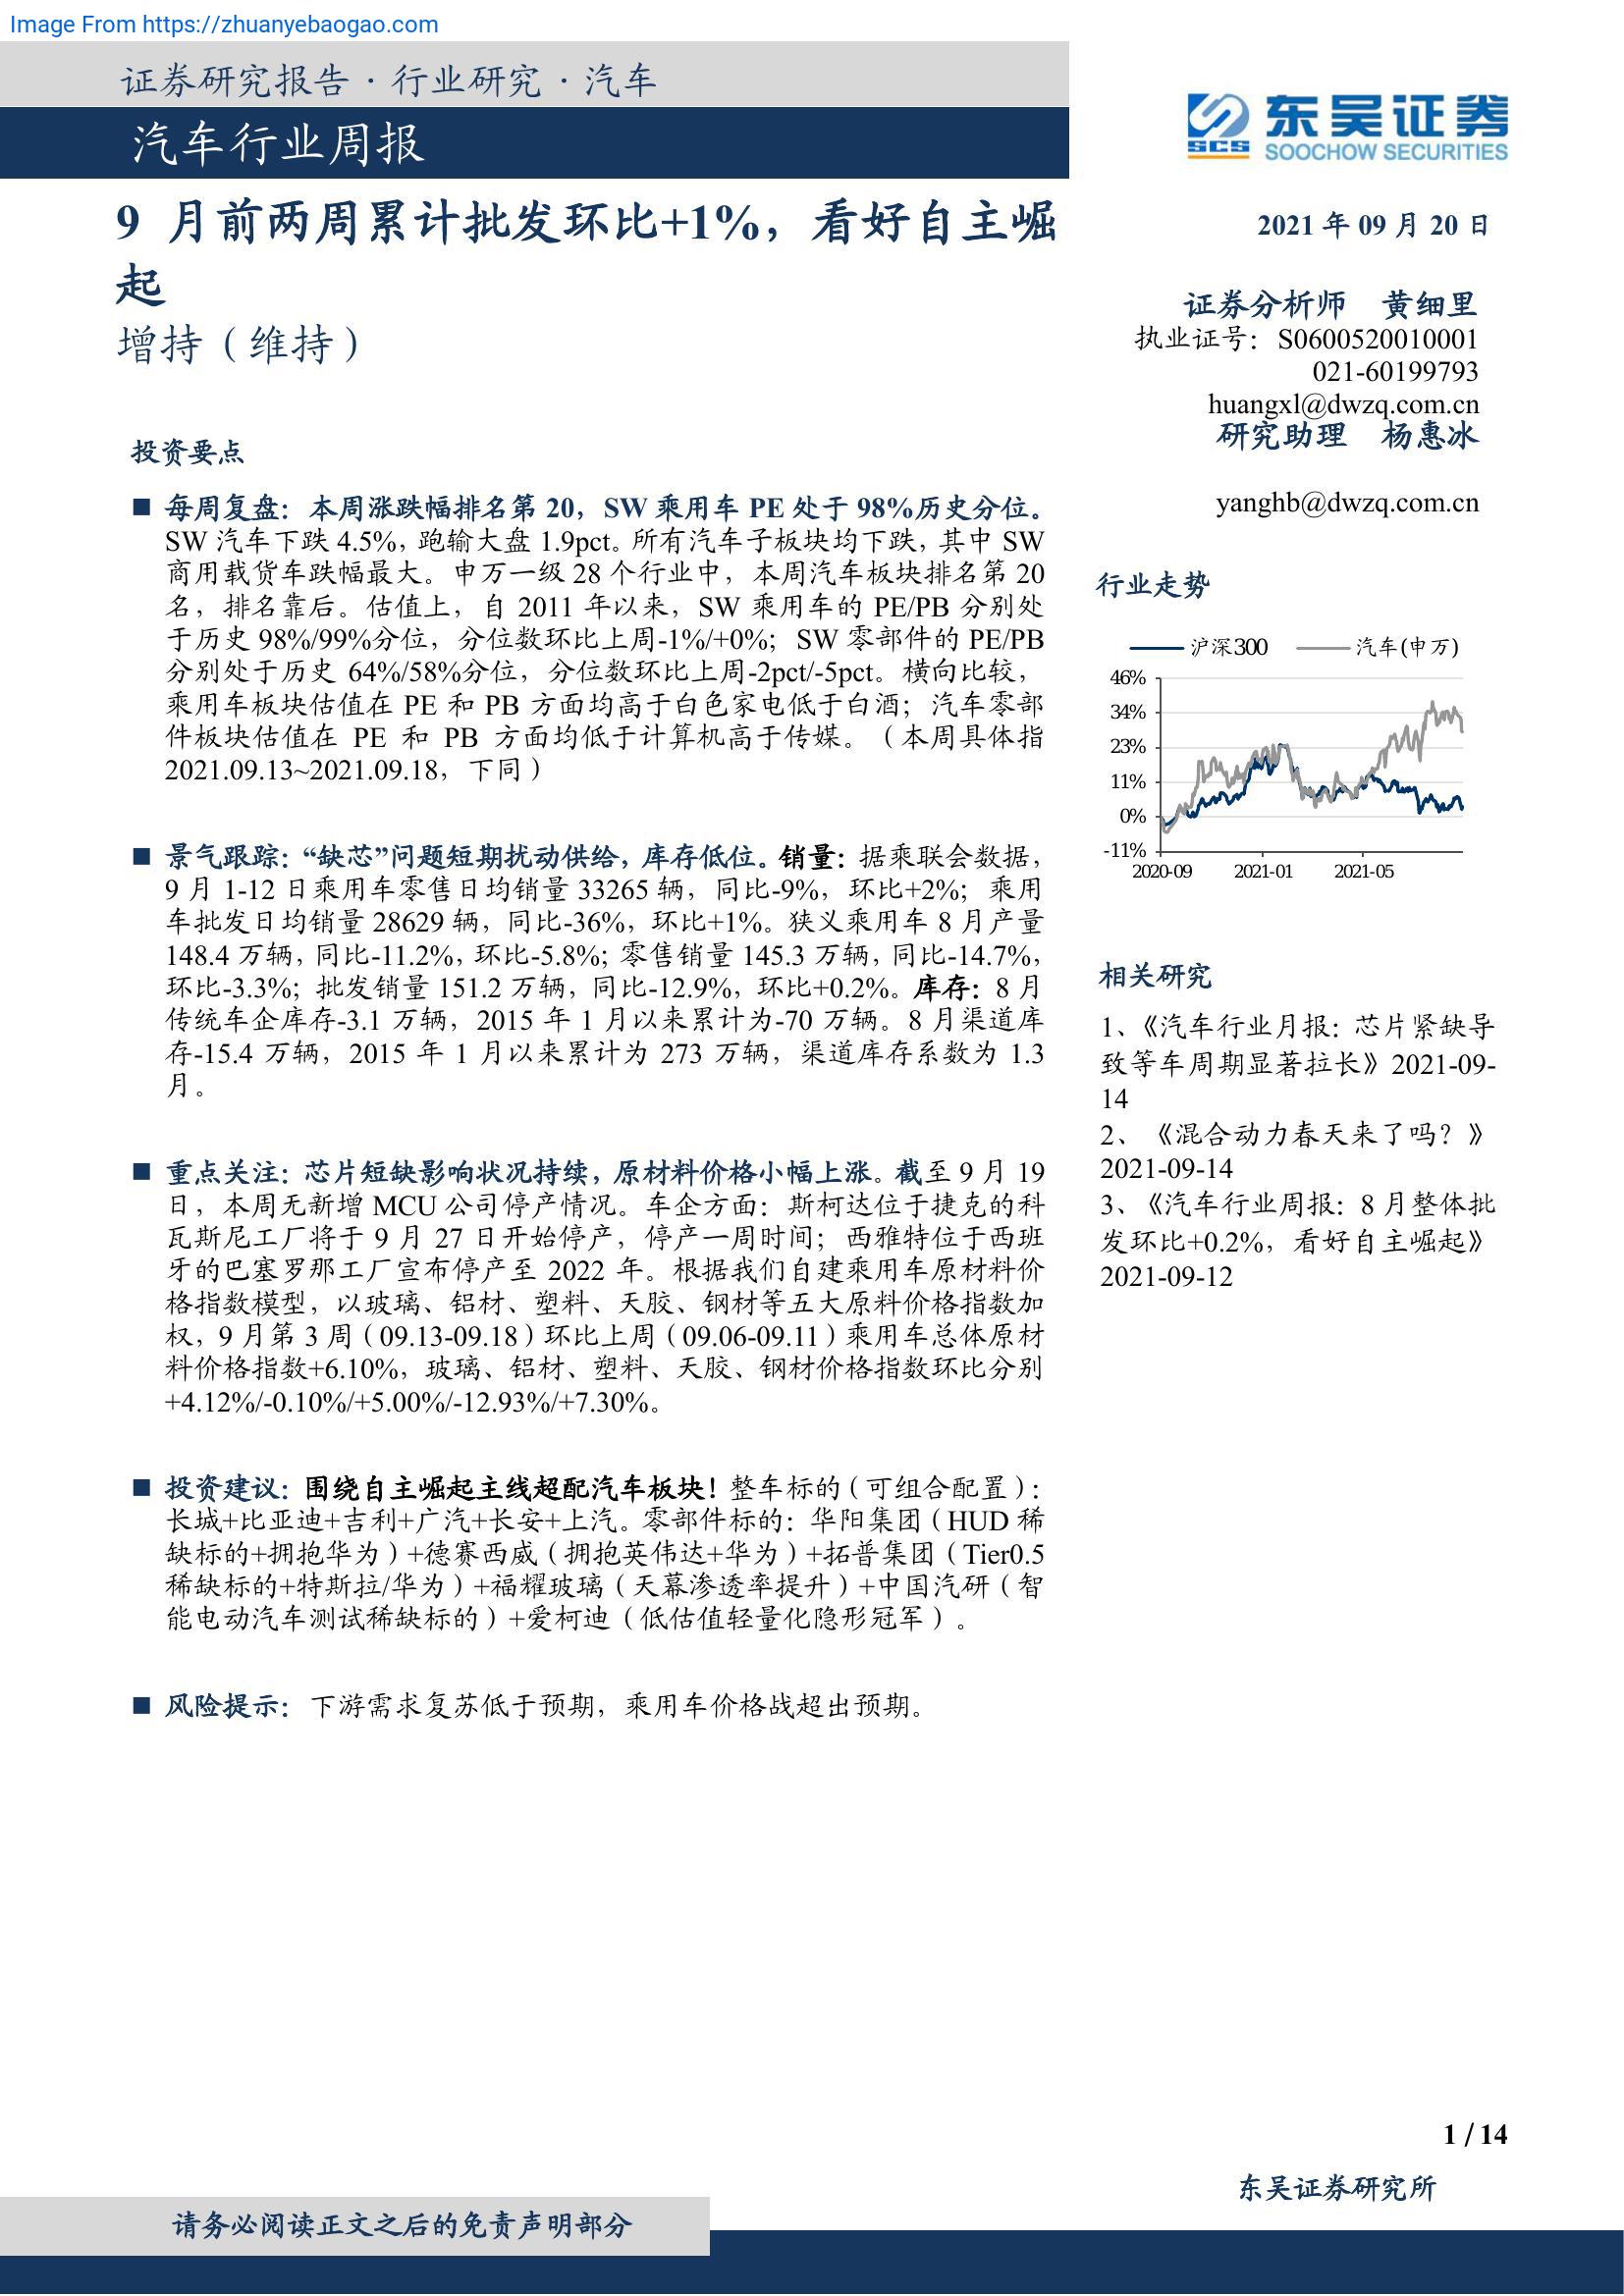 Image From https://zhuanyebaogao.com
证券研究报告·行业研究·汽车
汽车行业周报
东吴证券
SCS
SOOCHOW SECURITIES
9 月前两周累计批发环比+1%，看好自主崛
起
增持（维持）
2021 年 09 月 20 日
证券分析师 黄细里
执业证号：S0600520010001
021-60199793
huangxl@dwzq.com.cn
研究助理 杨惠冰
yanghb@dwzq.com.cn
投资要点
■ 每周复盘：本周涨跌幅排名第 20，SW 乘用车 PE 处于 98%历史分位。
SW 汽车下跌 4.5%，跑输大盘 1.9pct。所有汽车子板块均下跌，其中 SW
商用载货车跌幅最大。申万一级 28 个行业中，本周汽车板块排名第 20
名，排名靠后。估值上，自 2011 年以来，SW 乘用车的 PE/PB 分别处
于历史 98%/99%分位，分位数环比上周-1%/+0%；SW 零部件的 PE/PB
分别处于历史 64%/58%分位，分位数环比上周-2pct/-5pct。横向比较，
乘用车板块估值在 PE 和 PB 方面均高于白色家电低于白酒；汽车零部
件板块估值在 PE 和 PB 方面均低于计算机高于传媒。（本周具体指
2021.09.13~2021.09.18，下同）
■ 景气跟踪：“缺芯”问题短期扰动供给，库存低位。销量：据乘联会数据，
9 月 1-12 日乘用车零售日均销量 33265 辆，同比-9%，环比+2%；乘用
车批发日均销量 28629 辆，同比-36%，环比+1%。狭义乘用车 8 月产量
148.4 万辆，同比-11.2%，环比-5.8%；零售销量 145.3 万辆，同比-14.7%，
环比-3.3%；批发销量 151.2 万辆，同比-12.9%，环比+0.2%。库存：8 月
传统车企库存-3.1 万辆，2015 年 1 月以来累计为-70 万辆。8 月渠道库
存-15.4 万辆，2015 年 1 月以来累计为 273 万辆，渠道库存系数为 1.3
月。
■ 重点关注：芯片短缺影响状况持续，原材料价格小幅上涨。截至 9 月 19
日，本周无新增 MCU 公司停产情况。车企方面：斯柯达位于捷克的科
瓦斯尼工厂将于 9 月 27 日开始停产，停产一周时间；西雅特位于西班
牙的巴塞罗那工厂宣布停产至 2022 年。根据我们自建乘用车原材料价
格指数模型，以玻璃、铝材、塑料、天胶、钢材等五大原料价格指数加
权，9 月第 3 周（09.13-09.18）环比上周（09.06-09.11）乘用车总体原材
料价格指数+6.10%，玻璃、铝材、塑料、天胶、钢材价格指数环比分别
+4.12%/-0.10%/+5.00%/-12.93%/+7.30%。
■ 投资建议：围绕自主崛起主线超配汽车板块！整车标的（可组合配置）：
长城+比亚迪+吉利+广汽+长安+上汽。零部件标的：华阳集团（HUD 稀
缺标的+拥抱华为）+德赛西威（拥抱英伟达+华为）+拓普集团（Tier0.5
稀缺标的+特斯拉/华为）+福耀玻璃（天幕渗透率提升）+中国汽研（智
能电动汽车测试稀缺标的）+爱柯迪（低估值轻量化隐形冠军）。
■ 风险提示：下游需求复苏低于预期，乘用车价格战超出预期。
行业走势
沪深300 汽车(申万)
46%
34%
23%
11%
0%
-11%
2020-09 2021-01 2021-05
相关研究
1、《汽车行业月报：芯片紧缺导
致等车周期显著拉长》2021-09-
14
2、《混合动力春天来了吗？》
2021-09-14
3、《汽车行业周报：8 月整体批
发环比+0.2%，看好自主崛起》
2021-09-12
1 / 14
东吴证券研究所
请务必阅读正文之后的免责声明部分